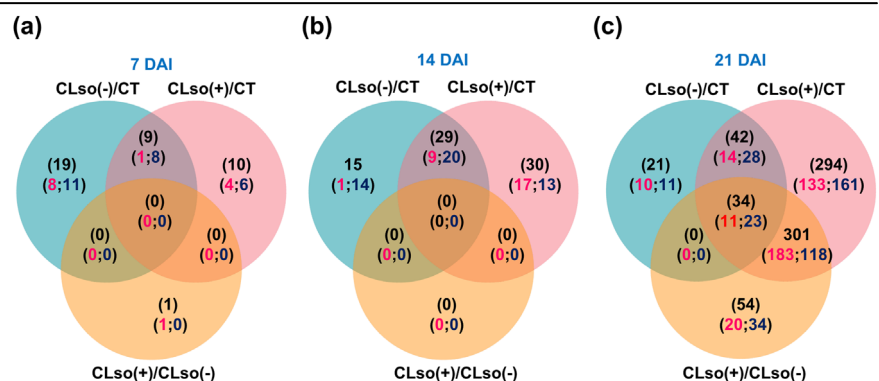 (a)
7 DAI
CLso(-)/CT
CLso(+)/CT
(9)
(1;8)
(19)
(8;11)
(10)
(4;6)
(0)
(0;0)
(0)
(0;0)
(0)
(0;0)
(1)
(1;0)
CLso(+)/CLso(-)
(b)
14 DAI
CLso(-)/CT
CLso(+)/CT
(29)
(9;20)
15
(1;14)
(30)
(17;13)
(0)
(0;0)
(0)
(0;0)
(0)
(0;0)
(0)
(0;0)
CLso(+)/CLso(-)
(c)
21 DAI
CLso(-)/CT
CLso(+)/CT
(42)
(14;28)
(21)
(10;11)
(294)
(133;161)
(34)
(11;23)
(0)
(0;0)
301
(183;118)
(54)
(20;34)
CLso(+)/CLso(-)